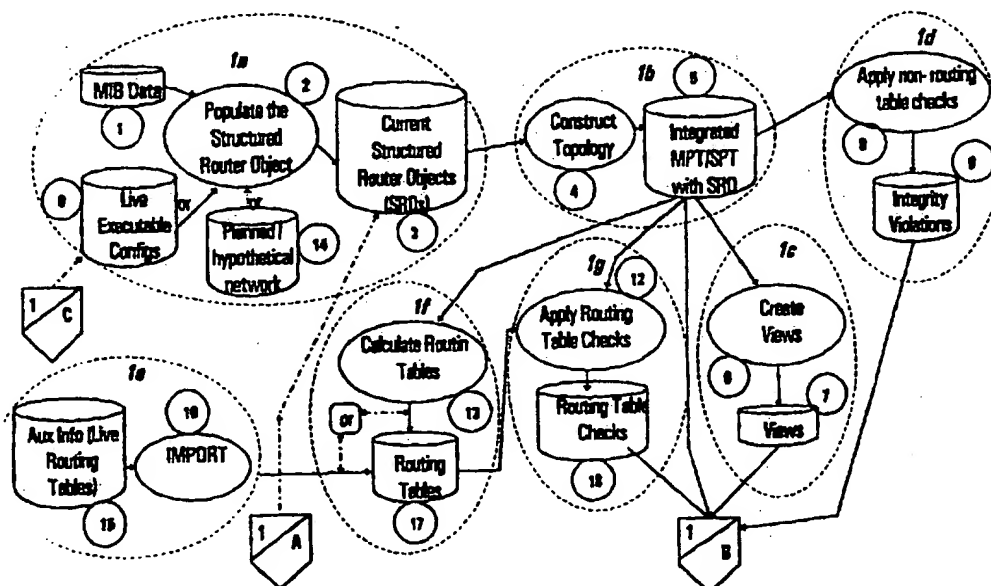 1a
MIB Data
1
2
Populate the
Structured
Router Object
Current
Structured
Router Objects
(SROs)
3
Live
Executable
Configs
or
or
Planned /
hypothetical
network
14
1
C
1b
5
Construct
Topology
4
Integrated
MPT/SPT
with SRO
1d
Apply non-routing
table checks
8
9
Integrity
Violations
1e
Aux Info (Live
Routing
Tables)
IMPORT
1f
Calculate Routin
Tables
13
or
Routing
Tables
17
1
A
1g
12
Apply Routing
Table Checks
Routing Table
Checks
1c
Create
Views
7
Views
1
B